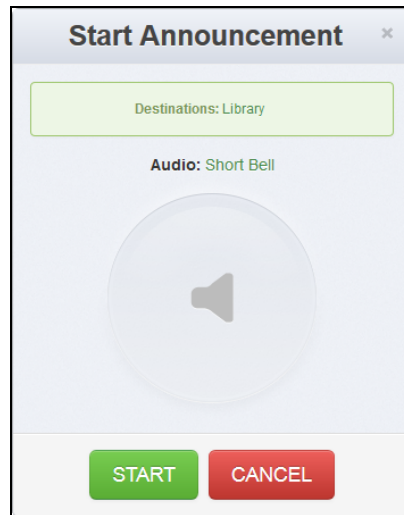 Start Announcement ×
Destinations: Library
Audio: Short Bell
START CANCEL